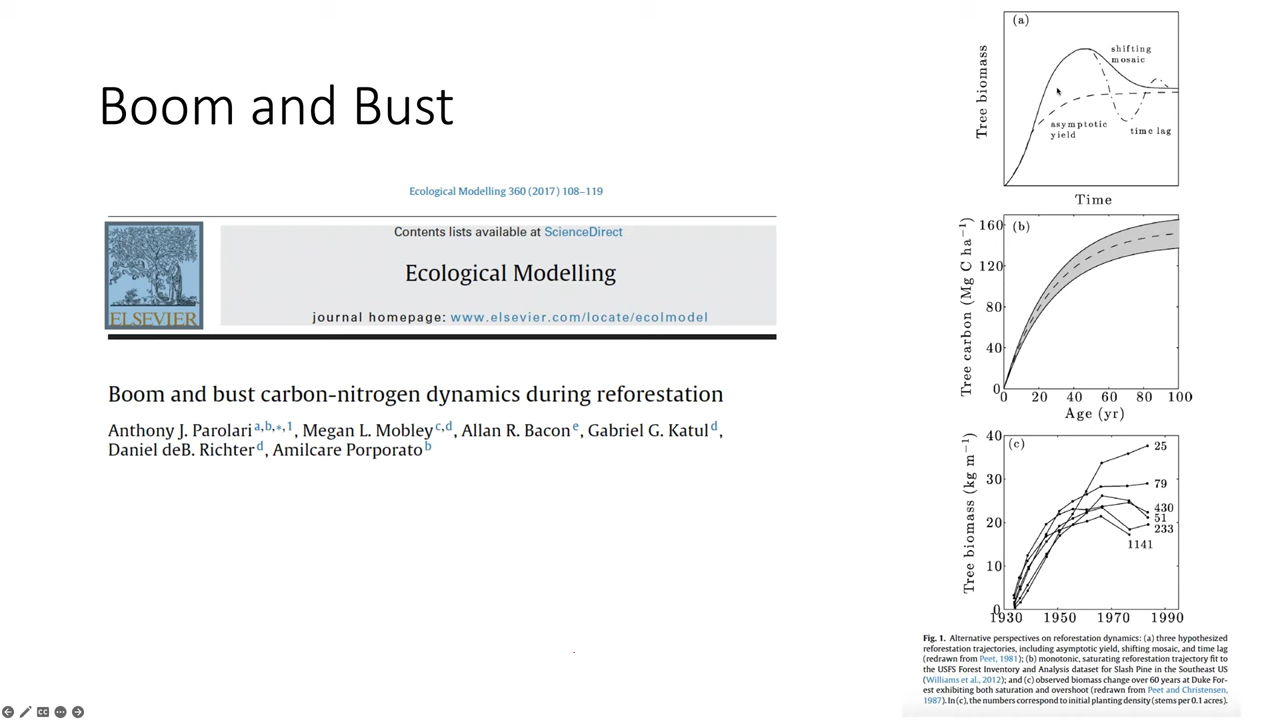 Boom and Bust
Ecological Modelling 360 (2017) 108–119
Contents lists available at ScienceDirect
Ecological Modelling
journal homepage: www.elsevier.com/locate/ecolmodel
ELSEVIER
Boom and bust carbon-nitrogen dynamics during reforestation
Anthony J. Parolari a,b,*,1, Megan L. Mobley c,d, Allan R. Bacon e, Gabriel G. Katul d,
Daniel deB. Richter d, Amilcare Porporato b
(a)
Tree biomass
shifting
mosaic
asymptotic
yield
time lag
Time
(b)
Tree carbon (Mg C ha−1)
160
120
80
40
0
0 20 40 60 80 100
Age (yr)
(c)
Tree biomass (kg m−1)
40
30
20
10
0
25
79
430
51
233
1141
1930 1950 1970 1990
Fig. 1. Alternative perspectives on reforestation dynamics: (a) three hypothesized
reforestation trajectories, including asymptotic yield, shifting mosaic, and time lag
(redrawn from Peet, 1981); (b) monotonic, saturating reforestation trajectory fit to
the USFS Forest Inventory and Analysis dataset for Slash Pine in the Southeast US
(Williams et al., 2012); and (c) observed biomass change over 60 years at Duke For-
est exhibiting both saturation and overshoot (redrawn from Peet and Christensen,
1987). In (c), the numbers correspond to initial planting density (stems per 0.1 acres).
CC